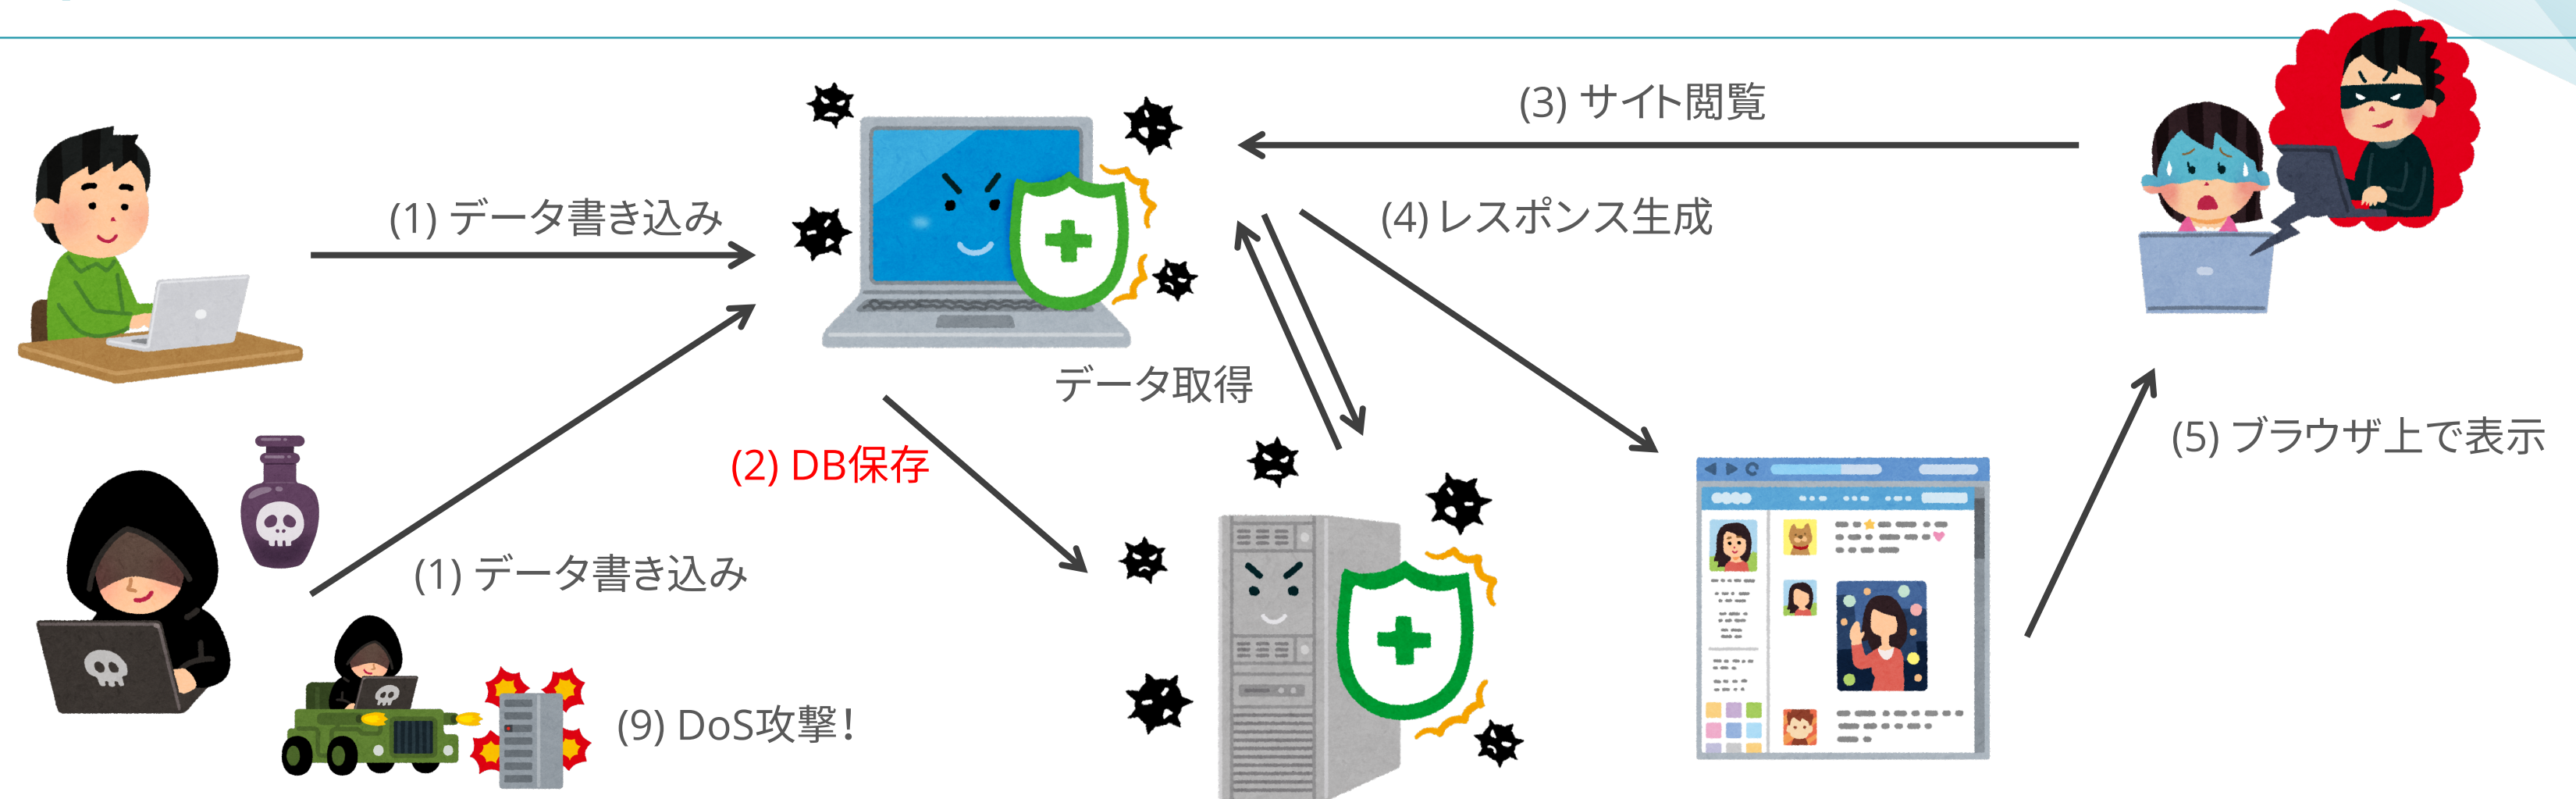 (3) サイト閲覧
(1) データ書き込み
(4) レスポンス生成
データ取得
(2) DB保存
(5) ブラウザ上で表示
(1) データ書き込み
(9) DoS攻撃！